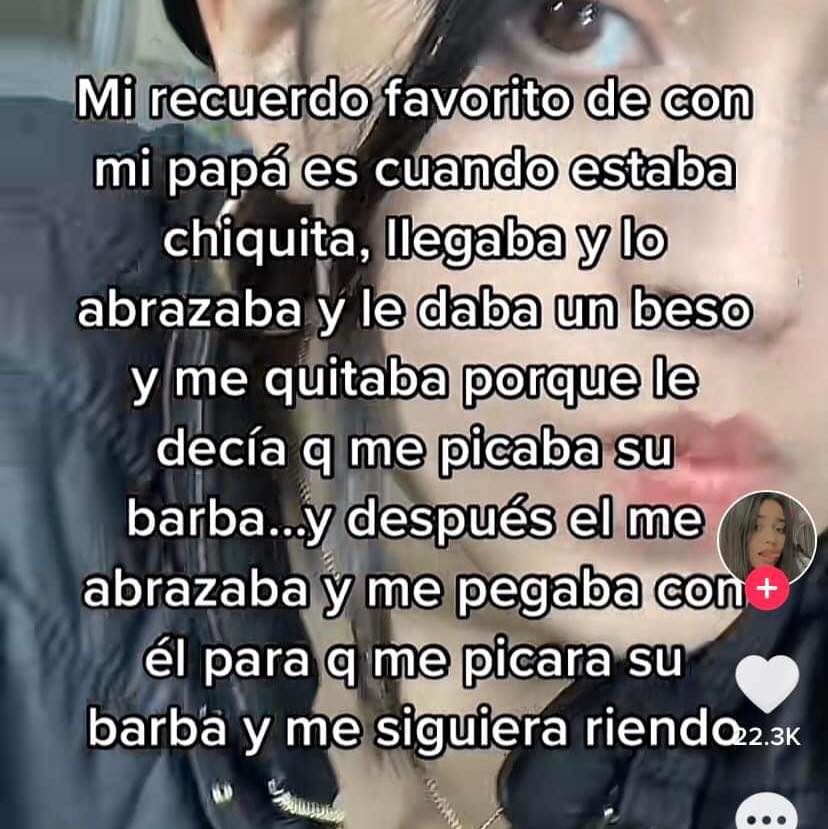 Mi recuerdo favorito de con
mi papá es cuando estaba
chiquita, llegaba y lo
abrazaba y le daba un beso
y me quitaba porque le
decía q me picaba su
barba...y después el me
abrazaba y me pegaba con
él para q me picara su
barba y me siguiera riendo
22.3K